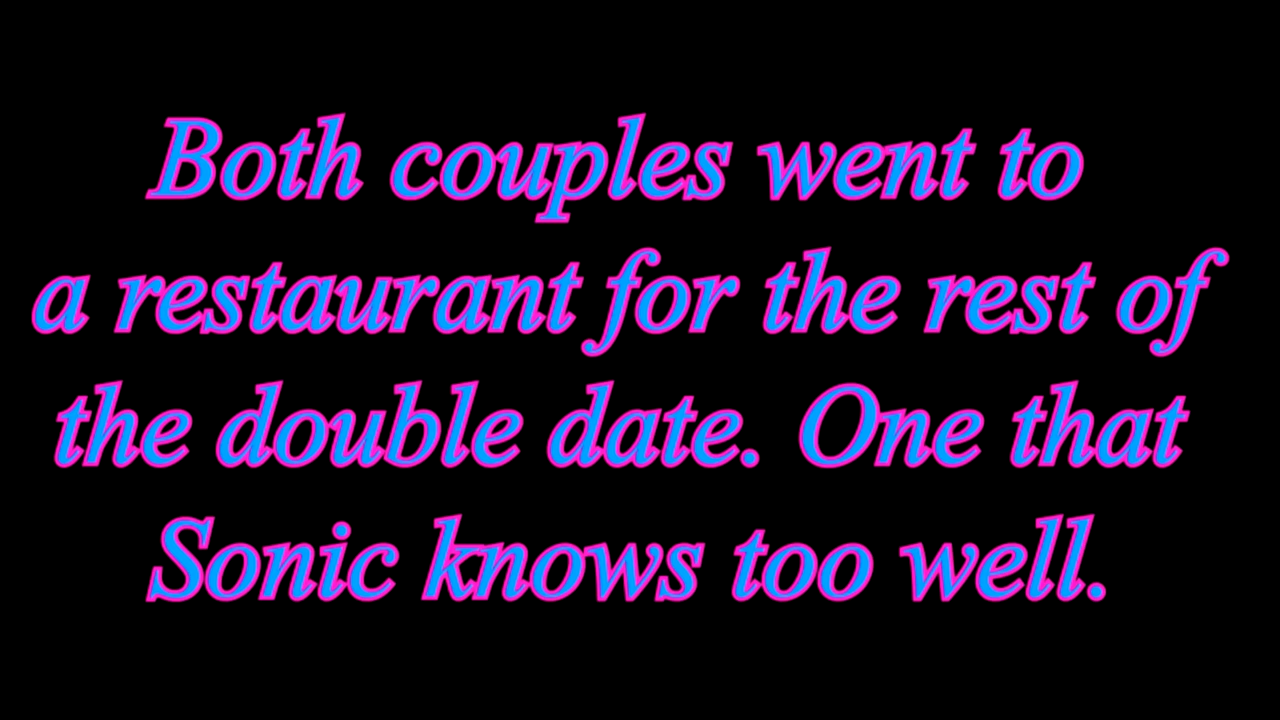 Both couples went to
a restaurant for the rest of
the double date. One that
Sonic knows too well.